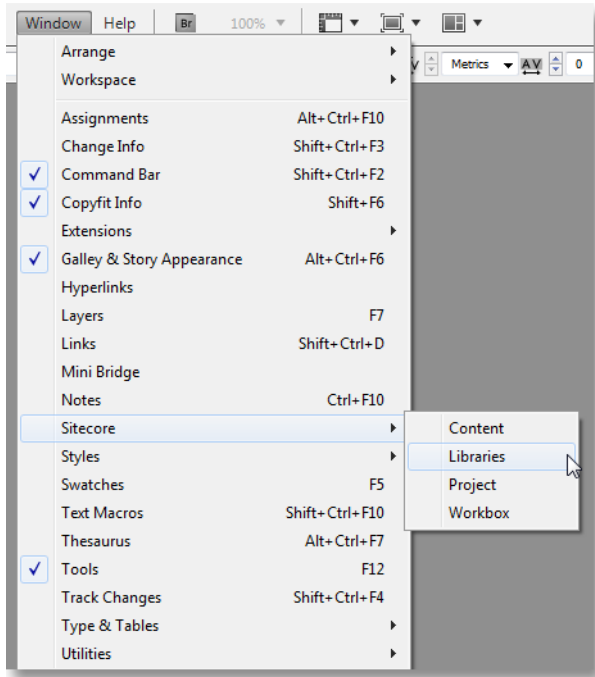 Window Help Br 100%
Arrange
Workspace
Metrics AV 0
Assignments Alt+Ctrl+F10
Change Info Shift+Ctrl+F3
Command Bar Shift+Ctrl+F2
Copyfit Info Shift+F6
Extensions
Galley & Story Appearance Alt+Ctrl+F6
Hyperlinks
Layers F7
Links Shift+Ctrl+D
Mini Bridge
Notes Ctrl+F10
Sitecore Content
Styles Libraries
Swatches F5 Project
Text Macros Shift+Ctrl+F10 Workbox
Thesaurus Alt+Ctrl+F7
Tools F12
Track Changes Shift+Ctrl+F4
Type & Tables
Utilities